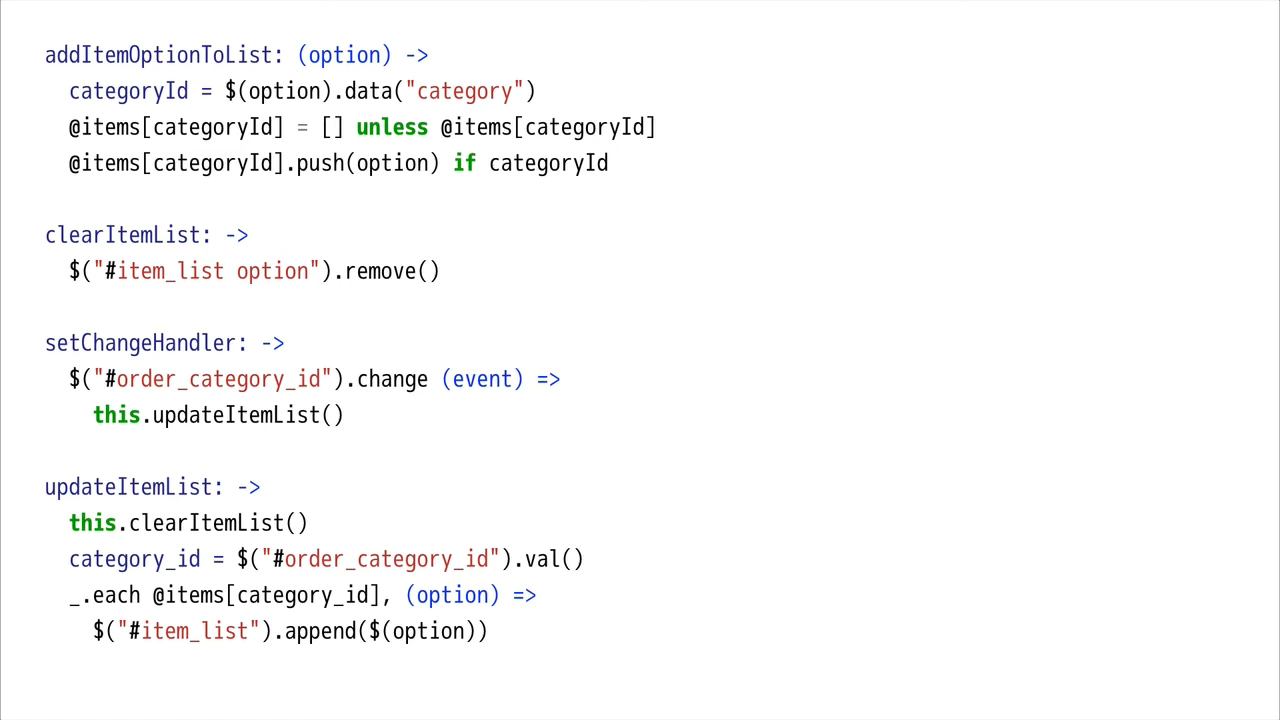 addItemOptionToList: (option) ->
  categoryId = $(option).data("category")
  @items[categoryId] = [] unless @items[categoryId]
  @items[categoryId].push(option) if categoryId

clearItemList: ->
  $("#item_list option").remove()

setChangeHandler: ->
  $("#order_category_id").change (event) =>
    this.updateItemList()

updateItemList: ->
  this.clearItemList()
  category_id = $("#order_category_id").val()
  _.each @items[category_id], (option) =>
    $("#item_list").append($(option))